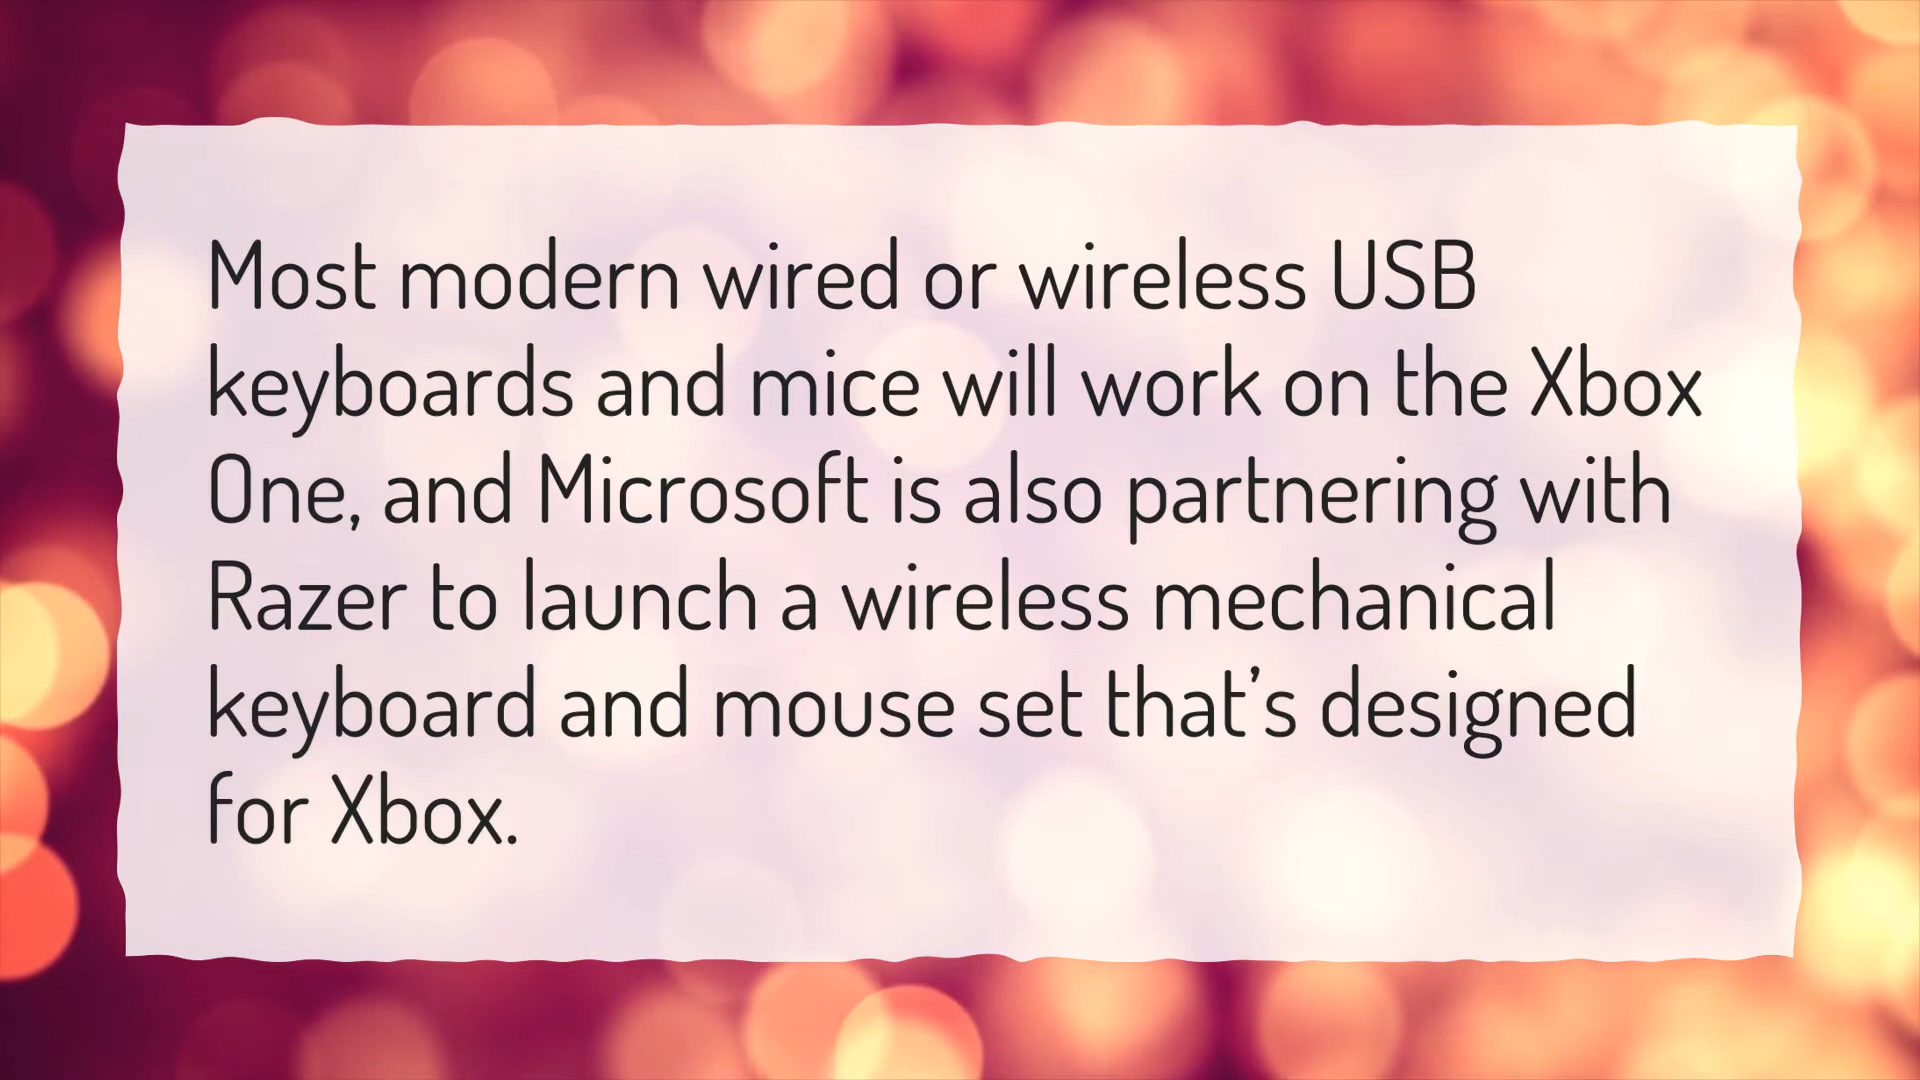 Most modern wired or wireless USB
keyboards and mice will work on the Xbox
One, and Microsoft is also partnering with
Razer to launch a wireless mechanical
keyboard and mouse set that’s designed
for Xbox.